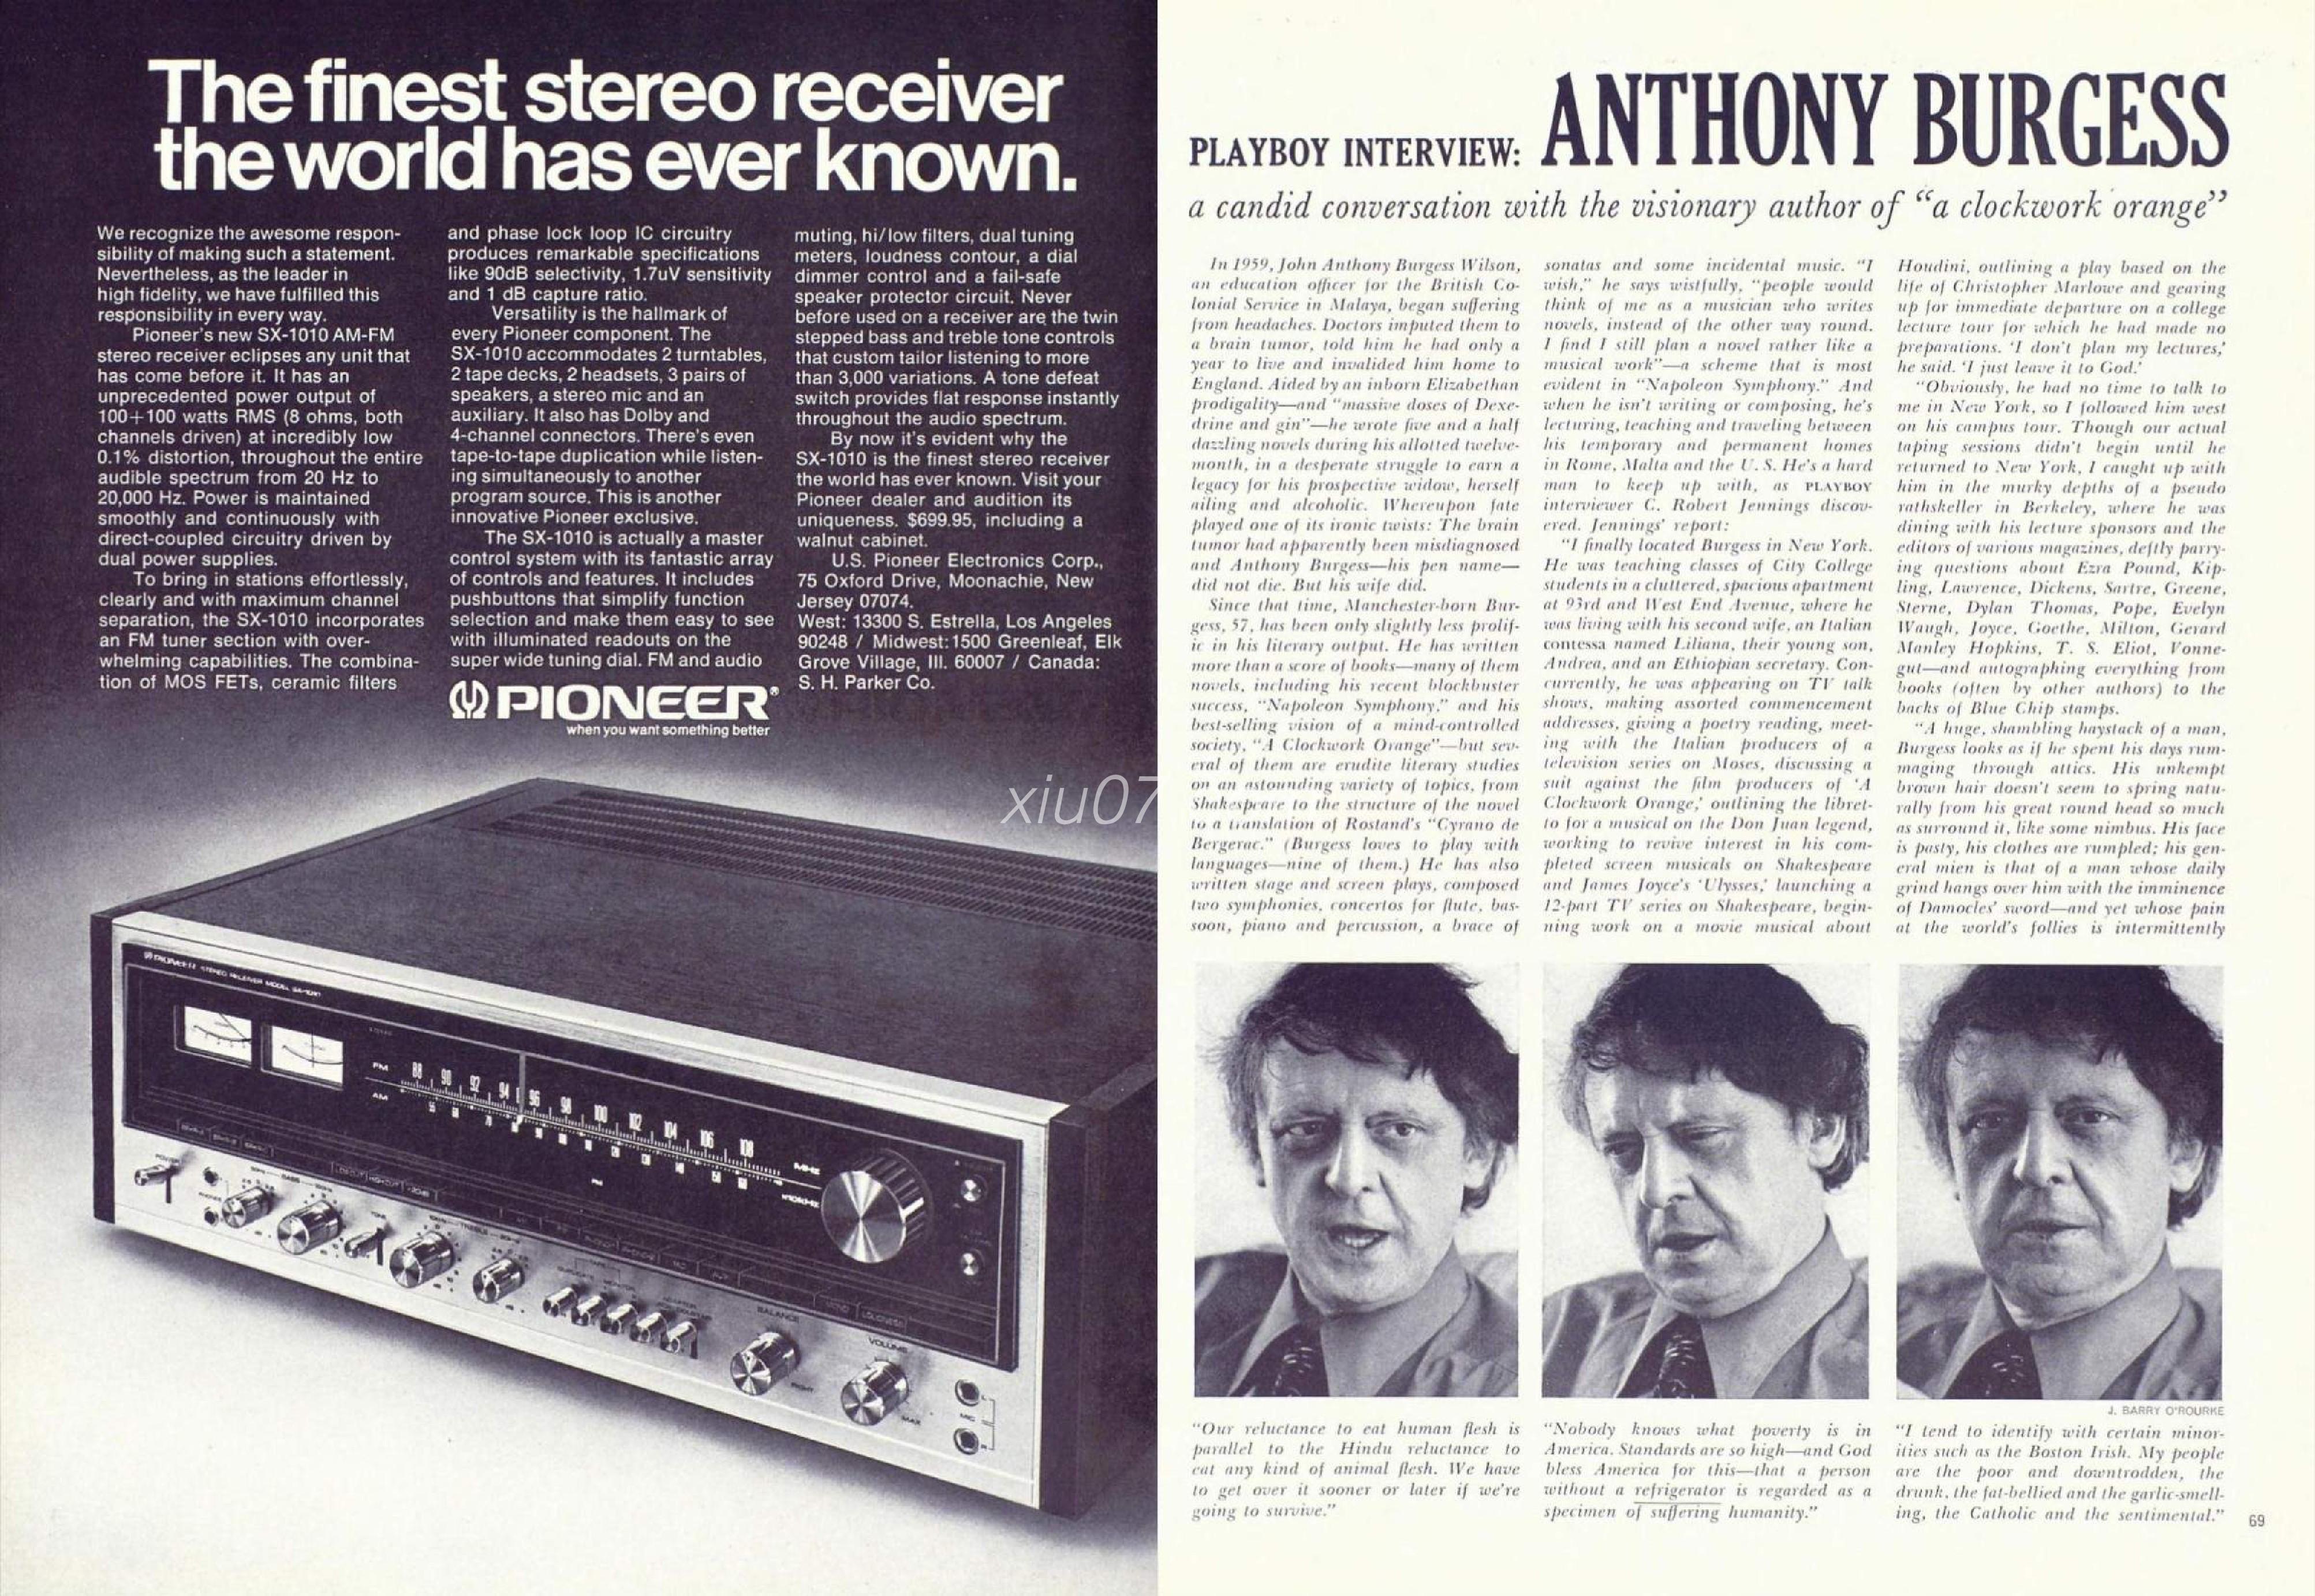 The finest stereo receiver
the world has ever known.
We recognize the awesome respon-
sibility of making such a statement.
Nevertheless, as the leader in
high fidelity, we have fulfilled this
responsibility in every way.
Pioneer's new SX-1010 AM-FM
stereo receiver eclipses any unit that
has come before it. It has an
unprecedented power output of
100+100 watts RMS (8 ohms, both
channels driven) at incredibly low
0.1% distortion, throughout the entire
audible spectrum from 20 Hz to
20,000 Hz. Power is maintained
smoothly and continuously with
direct-coupled circuitry driven by
dual power supplies.
To bring in stations effortlessly,
clearly and with maximum channel
separation, the SX-1010 incorporates
an FM tuner section with over-
whelming capabilities. The combina-
tion of MOS FETs, ceramic filters
and phase lock loop IC circuitry
produces remarkable specifications
like 90dB selectivity, 1.7uV sensitivity
and 1 dB capture ratio.
Versatility is the hallmark of
every Pioneer component. The
SX-1010 accommodates 2 turntables,
2 tape decks, 2 headsets, 3 pairs of
speakers, a stereo mic and an
auxiliary. It also has Dolby and
4-channel connectors. There's even
tape-to-tape duplication while listen-
ing simultaneously to another
program source. This is another
innovative Pioneer exclusive.
The SX-1010 is actually a master
control system with its fantastic array
of controls and features. It includes
pushbuttons that simplify function
selection and make them easy to see
with illuminated readouts on the
super wide tuning dial. FM and audio
muting, hi/low filters, dual tuning
meters, loudness contour, a dial
dimmer control and a fail-safe
speaker protector circuit. Never
before used on a receiver are the twin
stepped bass and treble tone controls
that custom tailor listening to more
than 3,000 variations. A tone defeat
switch provides flat response instantly
throughout the audio spectrum.
By now it's evident why the
SX-1010 is the finest stereo receiver
the world has ever known. Visit your
Pioneer dealer and audition its
uniqueness. $699.95, including a
walnut cabinet.
U.S. Pioneer Electronics Corp.,
75 Oxford Drive, Moonachie, New
Jersey 07074.
West: 13300 S. Estrella, Los Angeles
90248 / Midwest: 1500 Greenleaf, Elk
Grove Village, Ill. 60007 / Canada:
S. H. Parker Co.
PIONEER®
when you want something better
xiu07
PIONEER STEREO RECEIVER MODEL SX-1010
FM 88 90 92 94 96 98 100 102 104 106 108 MHz
AM
BALANCE
VOLUME
RIGHT
MAX
MIC
LOUDNESS
PLAYBOY INTERVIEW: ANTHONY BURGESS
a candid conversation with the visionary author of “a clockwork orange”
In 1959, John Anthony Burgess Wilson,
an education officer for the British Co-
lonial Service in Malaya, began suffering
from headaches. Doctors imputed them to
a brain tumor, told him he had only a
year to live and invalided him home to
England. Aided by an inborn Elizabethan
prodigality—and “massive doses of Dexe-
drine and gin”—he wrote five and a half
dazzling novels during his allotted twelve-
month, in a desperate struggle to earn a
legacy for his prospective widow, herself
ailing and alcoholic. Whereupon fate
played one of its ironic twists: The brain
tumor had apparently been misdiagnosed
and Anthony Burgess—his pen name—
did not die. But his wife did.
Since that time, Manchester-born Bur-
gess, 57, has been only slightly less prolif-
ic in his literary output. He has written
more than a score of books—many of them
novels, including his recent blockbuster
success, “Napoleon Symphony,” and his
best-selling vision of a mind-controlled
society, “A Clockwork Orange”—but sev-
eral of them are erudite literary studies
on an astounding variety of topics, from
Shakespeare to the structure of the novel
to a translation of Rostand's “Cyrano de
Bergerac.” (Burgess loves to play with
languages—nine of them.) He has also
written stage and screen plays, composed
two symphonies, concertos for flute, bas-
soon, piano and percussion, a brace of
sonatas and some incidental music. “I
wish,” he says wistfully, “people would
think of me as a musician who writes
novels, instead of the other way round.
I find I still plan a novel rather like a
musical work”—a scheme that is most
evident in “Napoleon Symphony.” And
when he isn't writing or composing, he's
lecturing, teaching and traveling between
his temporary and permanent homes
in Rome, Malta and the U. S. He's a hard
man to keep up with, as PLAYBOY
interviewer C. Robert Jennings discov-
ered. Jennings' report:
“I finally located Burgess in New York.
He was teaching classes of City College
students in a cluttered, spacious apartment
at 93rd and West End Avenue, where he
was living with his second wife, an Italian
contessa named Liliana, their young son,
Andrea, and an Ethiopian secretary. Con-
currently, he was appearing on TV talk
shows, making assorted commencement
addresses, giving a poetry reading, meet-
ing with the Italian producers of a
television series on Moses, discussing a
suit against the film producers of ‘A
Clockwork Orange,’ outlining the libret-
to for a musical on the Don Juan legend,
working to revive interest in his com-
pleted screen musicals on Shakespeare
and James Joyce's ‘Ulysses,’ launching a
12-part TV series on Shakespeare, begin-
ning work on a movie musical about
Houdini, outlining a play based on the
life of Christopher Marlowe and gearing
up for immediate departure on a college
lecture tour for which he had made no
preparations. ‘I don't plan my lectures,’
he said. ‘I just leave it to God.’
“Obviously, he had no time to talk to
me in New York, so I followed him west
on his campus tour. Though our actual
taping sessions didn't begin until he
returned to New York, I caught up with
him in the murky depths of a pseudo
rathskeller in Berkeley, where he was
dining with his lecture sponsors and the
editors of various magazines, deftly parry-
ing questions about Ezra Pound, Kip-
ling, Lawrence, Dickens, Sartre, Greene,
Sterne, Dylan Thomas, Pope, Evelyn
Waugh, Joyce, Goethe, Milton, Gerard
Manley Hopkins, T. S. Eliot, Vonne-
gut—and autographing everything from
books (often by other authors) to the
backs of Blue Chip stamps.
“A huge, shambling haystack of a man,
Burgess looks as if he spent his days rum-
maging through attics. His unkempt
brown hair doesn't seem to spring natu-
rally from his great round head so much
as surround it, like some nimbus. His face
is pasty, his clothes are rumpled; his gen-
eral mien is that of a man whose daily
grind hangs over him with the imminence
of Damocles' sword—and yet whose pain
at the world's follies is intermittently
J. BARRY O'ROURKE
“Our reluctance to eat human flesh is
parallel to the Hindu reluctance to
eat any kind of animal flesh. We have
to get over it sooner or later if we're
going to survive.”
“Nobody knows what poverty is in
America. Standards are so high—and God
bless America for this—that a person
without a refrigerator is regarded as a
specimen of suffering humanity.”
“I tend to identify with certain minor-
ities such as the Boston Irish. My people
are the poor and downtrodden, the
drunk, the fat-bellied and the garlic-smell-
ing, the Catholic and the sentimental.”
69